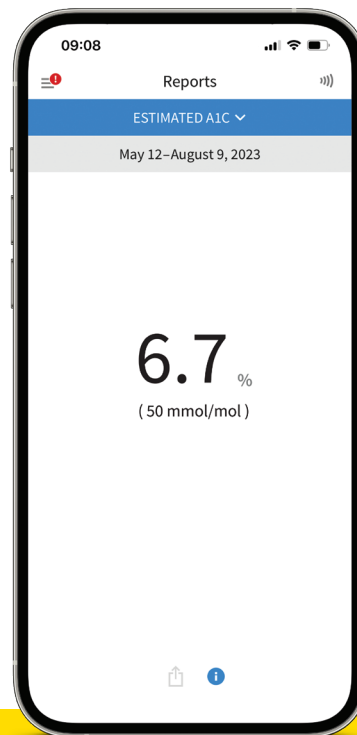 09:08
Reports
ESTIMATED A1C
May 12–August 9, 2023
6.7 %
( 50 mmol/mol )